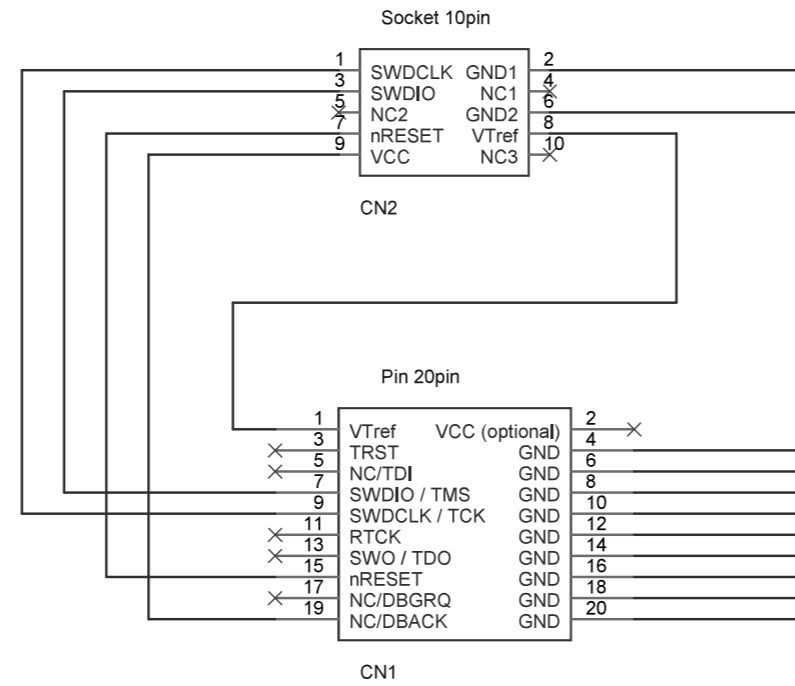 Socket 10pin
1 SWDCLK GND1 2
3 SWDIO NC1 4
5 NC2 GND2 6
7 nRESET VTref 8
9 VCC NC3 10
CN2
Pin 20pin
1 VTref VCC (optional) 2
3 TRST GND 4
5 NC/TDI GND 6
7 SWDIO / TMS GND 8
9 SWDCLK / TCK GND 10
11 RTCK GND 12
13 SWO / TDO GND 14
15 nRESET GND 16
17 NC/DBGRQ GND 18
19 NC/DBACK GND 20
CN1